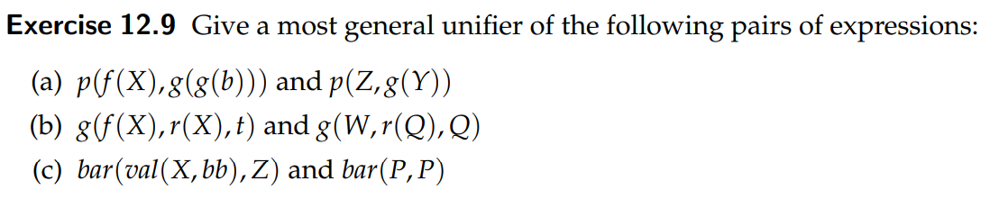 Exercise 12.9 Give a most general unifier of the following pairs of expressions:
(a) p(f(X),g(g(b))) and p(Z,g(Y))
(b) g(f(X),r(X),t) and g(W,r(Q),Q)
(c) bar(val(X,bb),Z) and bar(P,P)